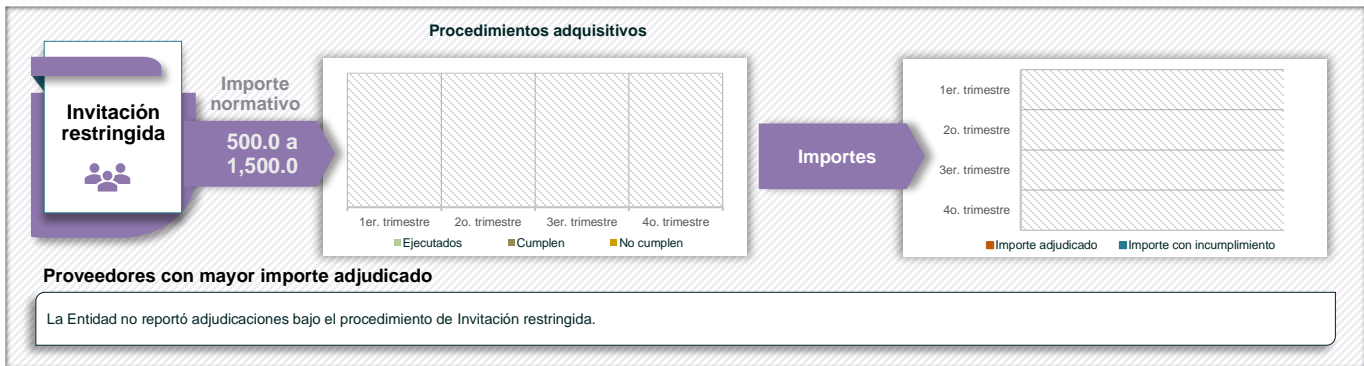 Procedimientos adquisitivos
Invitación
restringida
Importe
normativo
500.0 a
1,500.0
1er. trimestre
2o. trimestre
3er. trimestre
4o. trimestre
Ejecutados
Cumplen
No cumplen
Importes
1er. trimestre
2o. trimestre
3er. trimestre
4o. trimestre
Importe adjudicado
Importe con incumplimiento
Proveedores con mayor importe adjudicado
La Entidad no reportó adjudicaciones bajo el procedimiento de Invitación restringida.